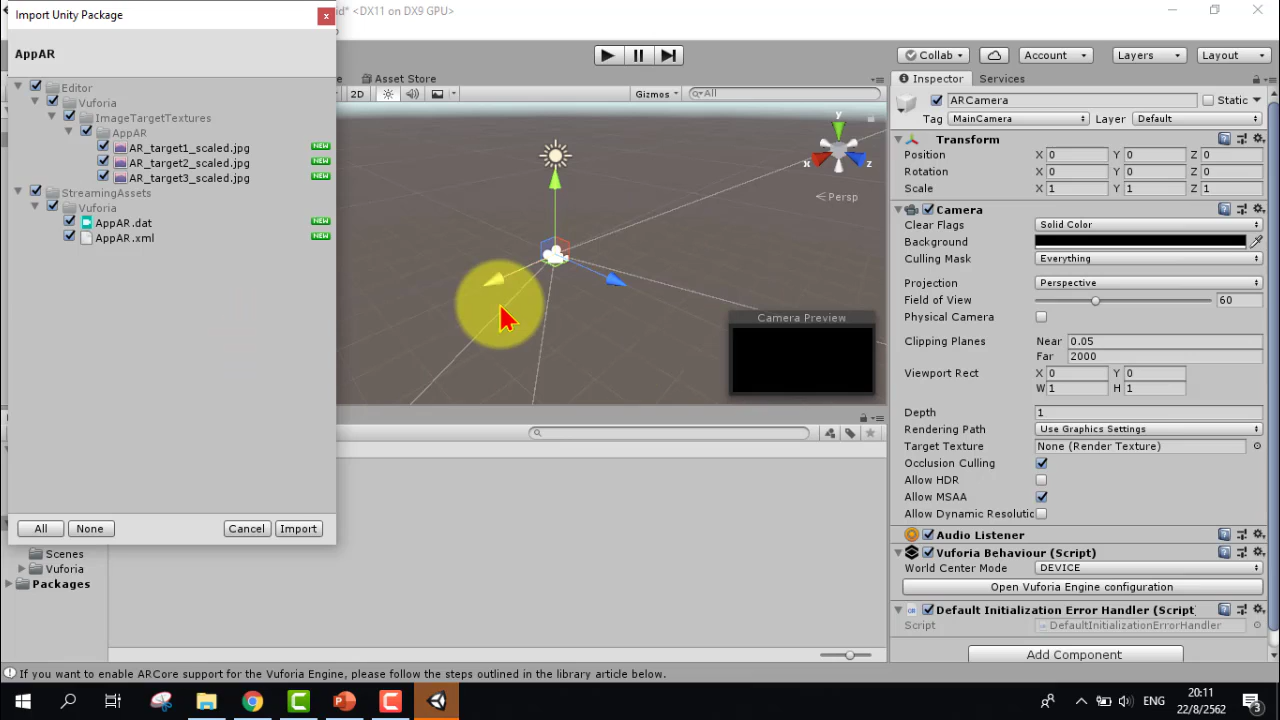 Import Unity Package
x
id* <DX11 on DX9 GPU>
AppAR
Collab
Account
Layers
Layout
Asset Store
2D
Gizmos
All
Editor
Vuforia
ImageTargetTextures
AppAR
AR_target1_scaled.jpg NEW
AR_target2_scaled.jpg NEW
AR_target3_scaled.jpg NEW
StreamingAssets
Vuforia
AppAR.dat NEW
AppAR.xml NEW
All
None
Cancel
Import
y
x
z
Persp
Camera Preview
Scenes
Vuforia
Packages
Inspector
Services
ARCamera
Static
Tag MainCamera Layer Default
Transform
Position X 0 Y 0 Z 0
Rotation X 0 Y 0 Z 0
Scale X 1 Y 1 Z 1
Camera
Clear Flags Solid Color
Background
Culling Mask Everything
Projection Perspective
Field of View 60
Physical Camera
Clipping Planes Near 0.05
Far 2000
Viewport Rect X 0 Y 0
W 1 H 1
Depth 1
Rendering Path Use Graphics Settings
Target Texture None (Render Texture)
Occlusion Culling
Allow HDR
Allow MSAA
Allow Dynamic Resolutic
Audio Listener
Vuforia Behaviour (Script)
World Center Mode DEVICE
Open Vuforia Engine configuration
Default Initialization Error Handler (Script
Script DefaultInitializationErrorHandler
Add Component
If you want to enable ARCore support for the Vuforia Engine, please follow the steps outlined in the library article below.
ENG
20:11
22/8/2562
3